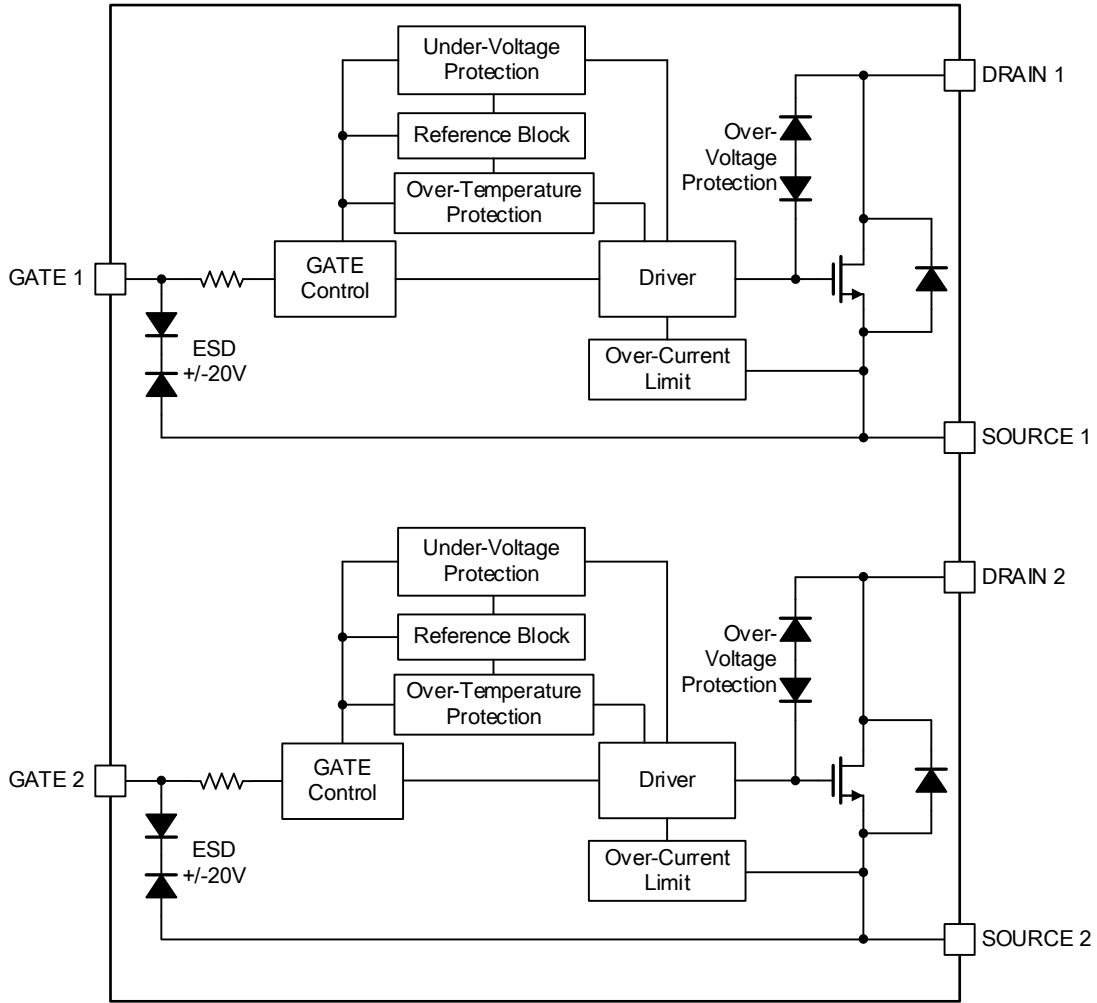 Under-Voltage
Protection
DRAIN 1
Reference Block
Over-
Voltage
Protection
Over-Temperature
Protection
GATE 1
GATE
Control
Driver
ESD
+/-20V
Over-Current
Limit
SOURCE 1
Under-Voltage
Protection
DRAIN 2
Reference Block
Over-
Voltage
Protection
Over-Temperature
Protection
GATE 2
GATE
Control
Driver
ESD
+/-20V
Over-Current
Limit
SOURCE 2